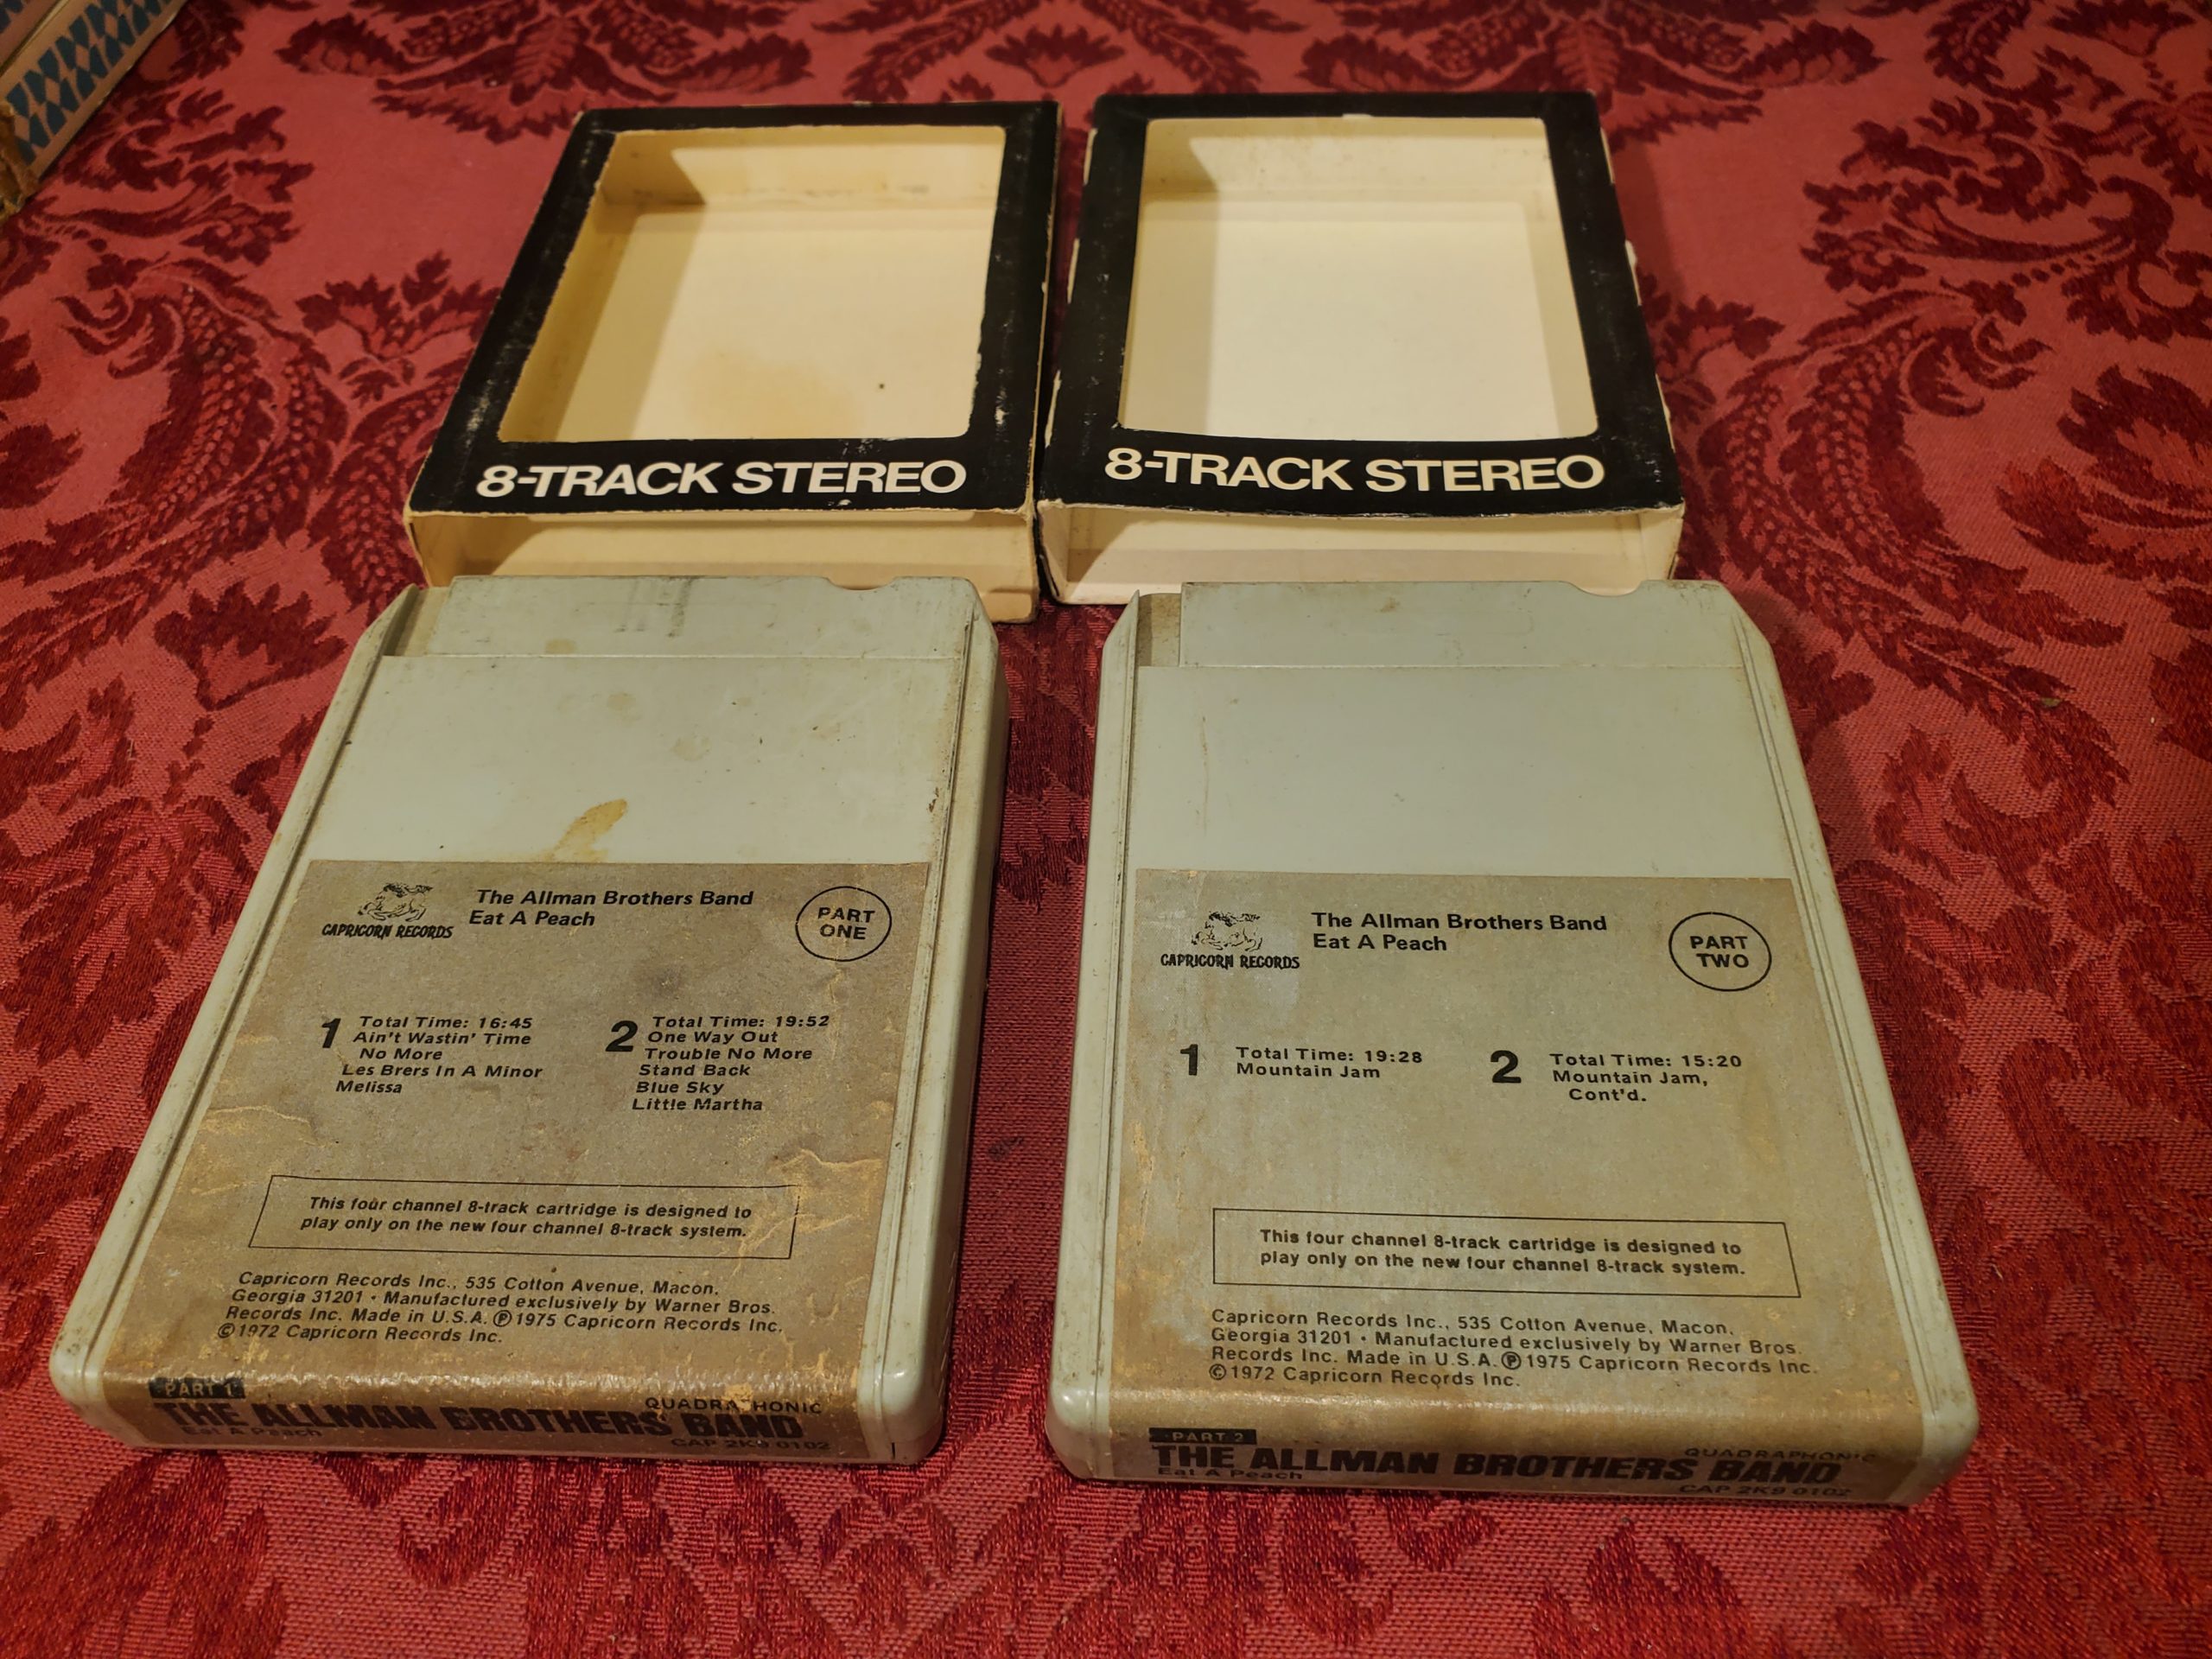 8-TRACK STEREO
8-TRACK STEREO
CAPRICORN RECORDS
The Allman Brothers Band
Eat A Peach
PART
ONE
1
Total Time: 16:45
Ain't Wastin' Time
No More
Les Brers In A Minor
Melissa
2
Total Time: 19:52
One Way Out
Trouble No More
Stand Back
Blue Sky
Little Martha
This four channel 8-track cartridge is designed to
play only on the new four channel 8-track system.
Capricorn Records Inc., 535 Cotton Avenue, Macon,
Georgia 31201 • Manufactured exclusively by Warner Bros.
Records Inc. Made in U.S.A. Ⓟ1975 Capricorn Records Inc.
©1972 Capricorn Records Inc.
PART 1
QUADRAPHONIC
THE ALLMAN BROTHERS BAND
Eat A Peach
CAP 2K9 0102
CAPRICORN RECORDS
The Allman Brothers Band
Eat A Peach
PART
TWO
1
Total Time: 19:28
Mountain Jam
2
Total Time: 15:20
Mountain Jam,
Cont'd.
This four channel 8-track cartridge is designed to
play only on the new four channel 8-track system.
Capricorn Records Inc., 535 Cotton Avenue, Macon,
Georgia 31201 • Manufactured exclusively by Warner Bros.
Records Inc. Made in U.S.A. Ⓟ1975 Capricorn Records Inc.
©1972 Capricorn Records Inc.
PART 2
QUADRAPHONIC
THE ALLMAN BROTHERS BAND
Eat A Peach
CAP 2K9 0102